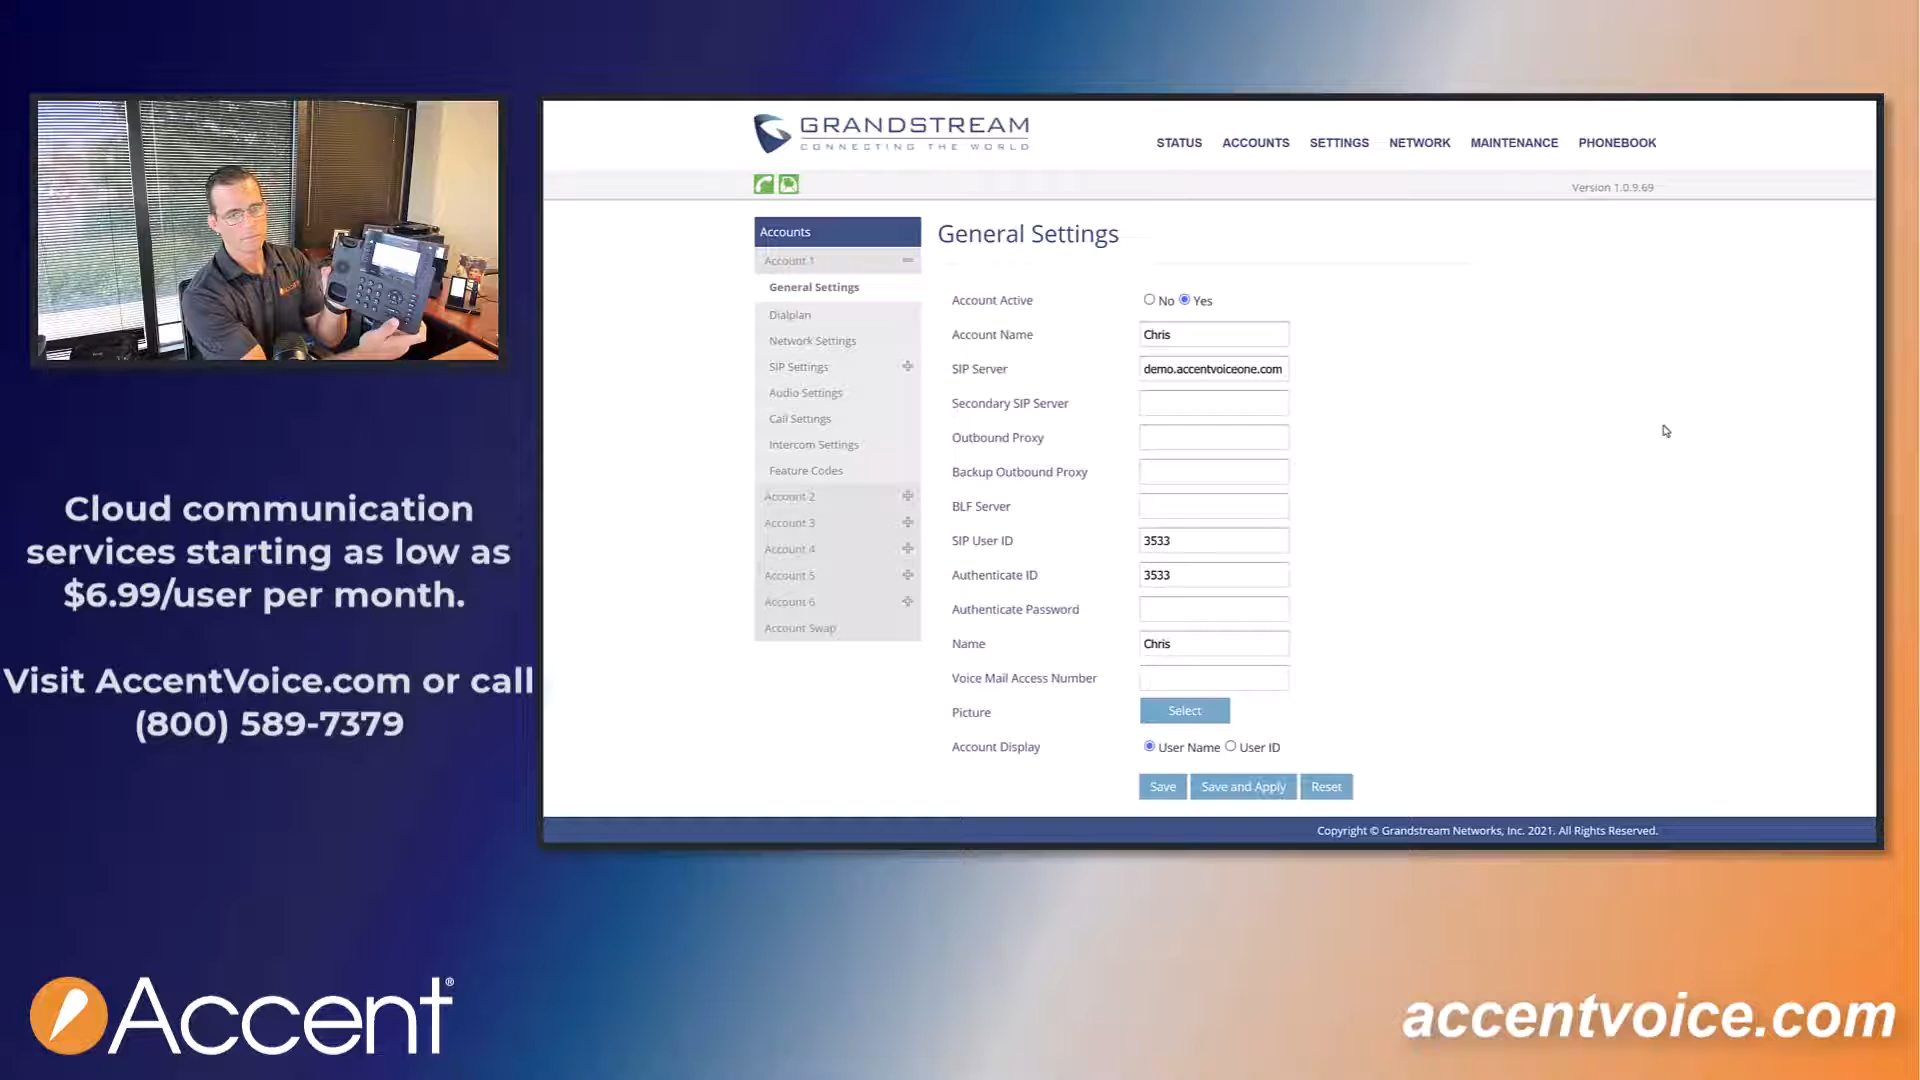 GRANDSTREAM
CONNECTING THE WORLD
STATUS ACCOUNTS SETTINGS NETWORK MAINTENANCE PHONEBOOK
Version 1.0.9.69
Accounts
Account 1
General Settings
Dialplan
Network Settings
SIP Settings
Audio Settings
Call Settings
Intercom Settings
Feature Codes
Account 2
Account 3
Account 4
Account 5
Account 6
Account Swap
General Settings
Account Active No Yes
Account Name Chris
SIP Server demo.accentvoiceone.com
Secondary SIP Server
Outbound Proxy
Backup Outbound Proxy
BLF Server
SIP User ID 3533
Authenticate ID 3533
Authenticate Password
Name Chris
Voice Mail Access Number
Picture Select
Account Display User Name User ID
Save Save and Apply Reset
Copyright © Grandstream Networks, Inc. 2021. All Rights Reserved.
Cloud communication
services starting as low as
$6.99/user per month.
Visit AccentVoice.com or call
(800) 589-7379
Accent®
accentvoice.com